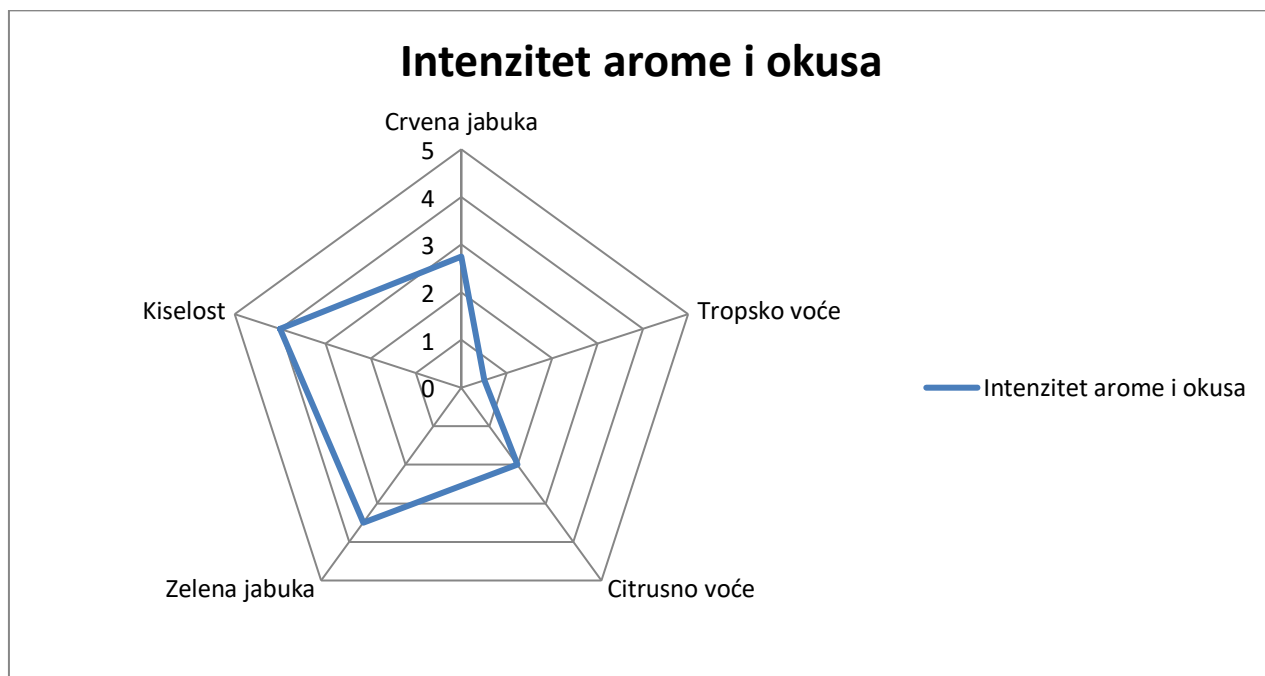 Intenzitet arome i okusa
Crvena jabuka
5
4
3
2
1
0
Tropsko voće
Citrusno voće
Zelena jabuka
Kiselost
Intenzitet arome i okusa